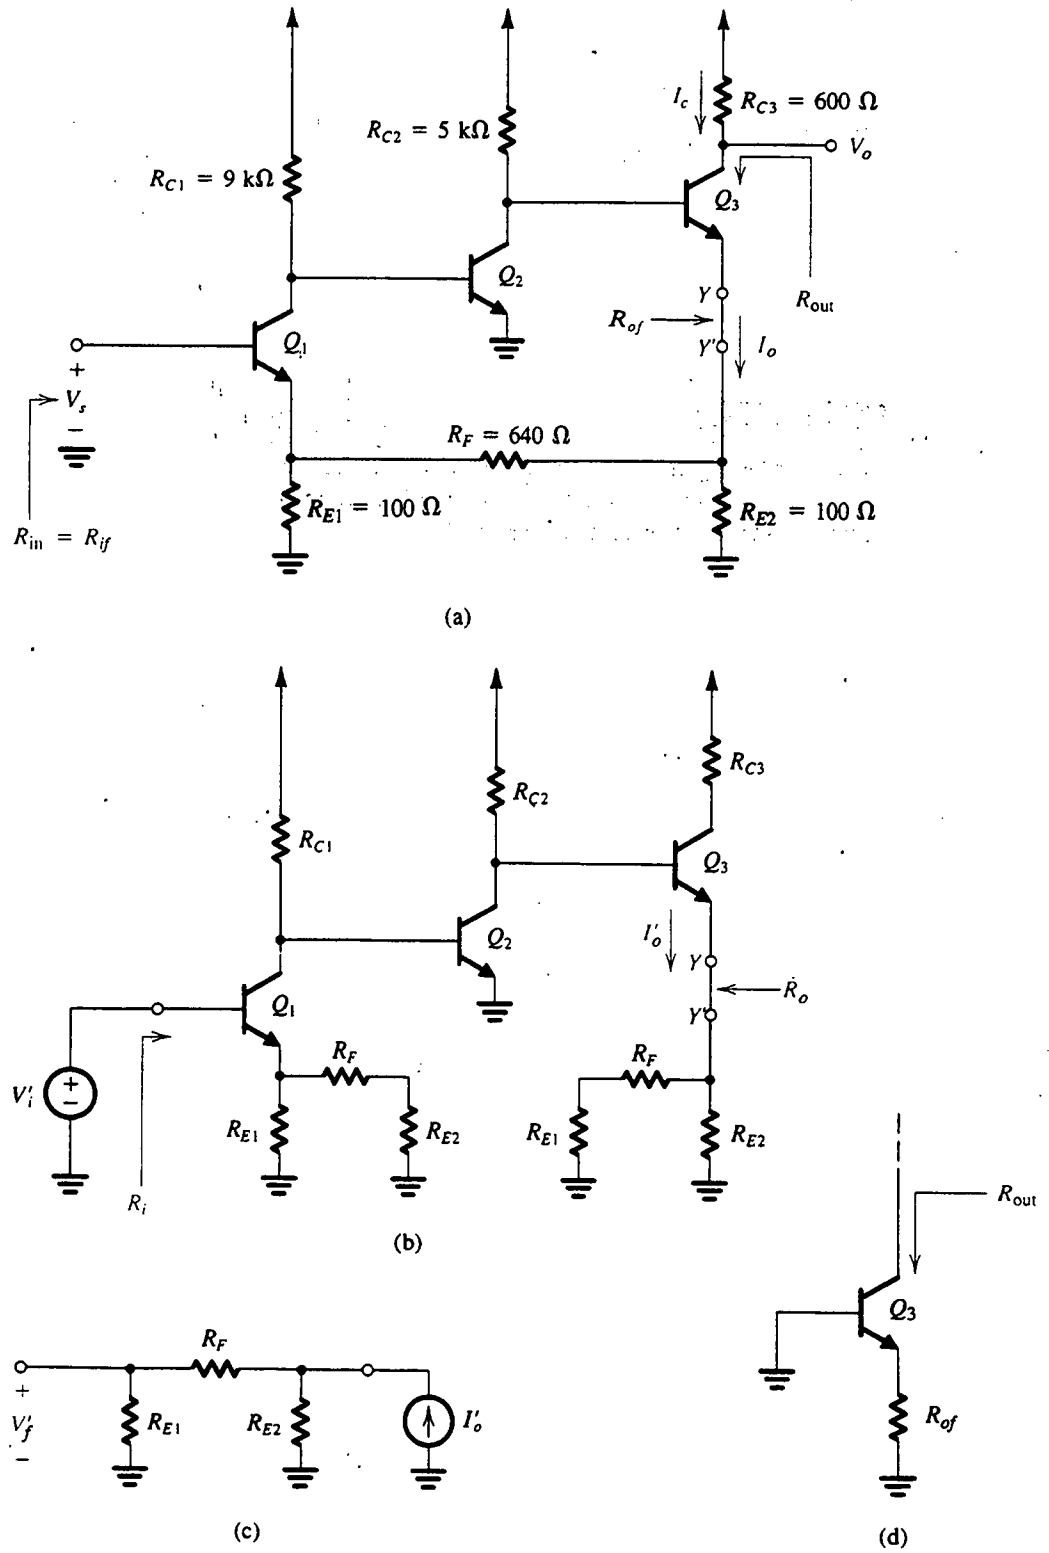 I_c
R_C3 = 600 Ω
R_C2 = 5 kΩ
V_o
R_C1 = 9 kΩ
Q_3
Q_2
R_out
Y
R_of
Q_1
Y'
I_o
+
V_s
−
R_F = 640 Ω
R_E1 = 100 Ω
R_E2 = 100 Ω
R_in = R_if
(a)
R_C3
R_C2
R_C1
Q_3
I'_o
Q_2
Y
R_o
Q_1
Y'
R_F
R_F
V'_i
+
−
R_E1
R_E2
R_E1
R_E2
R_i
R_out
(b)
Q_3
R_F
+
V'_f
−
R_E1
R_E2
I'_o
R_of
(c)
(d)